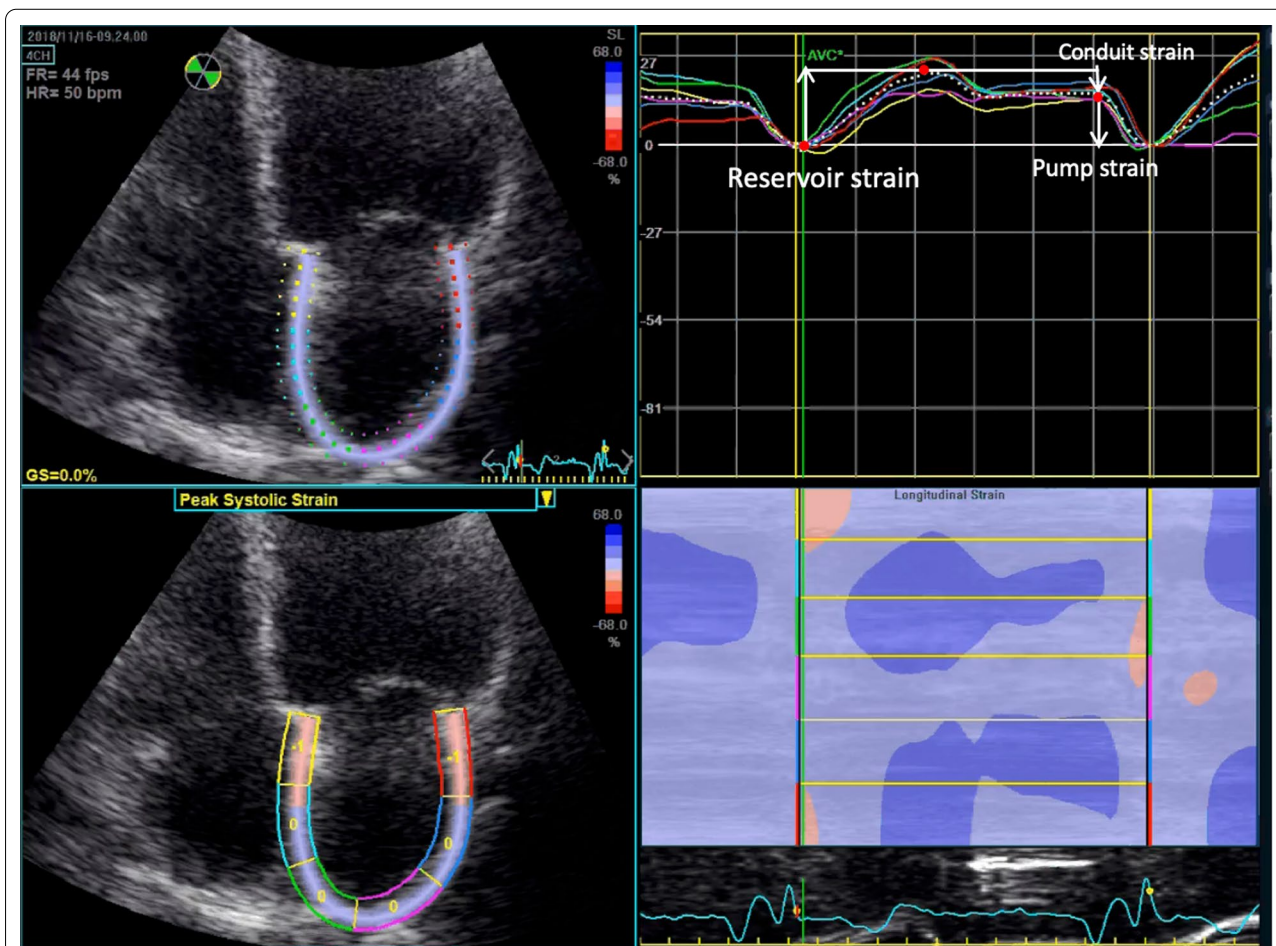 2018/11/16-09:24:00
4CH
FR= 44 fps
HR= 50 bpm
SL
68.0
-68.0
%
GS=0.0%
2
27
AVC*
Conduit strain
0
Reservoir strain
Pump strain
-27
-54
-81
Peak Systolic Strain
68.0
-68.0
%
-1
-1
0
0
0
0
Longitudinal Strain